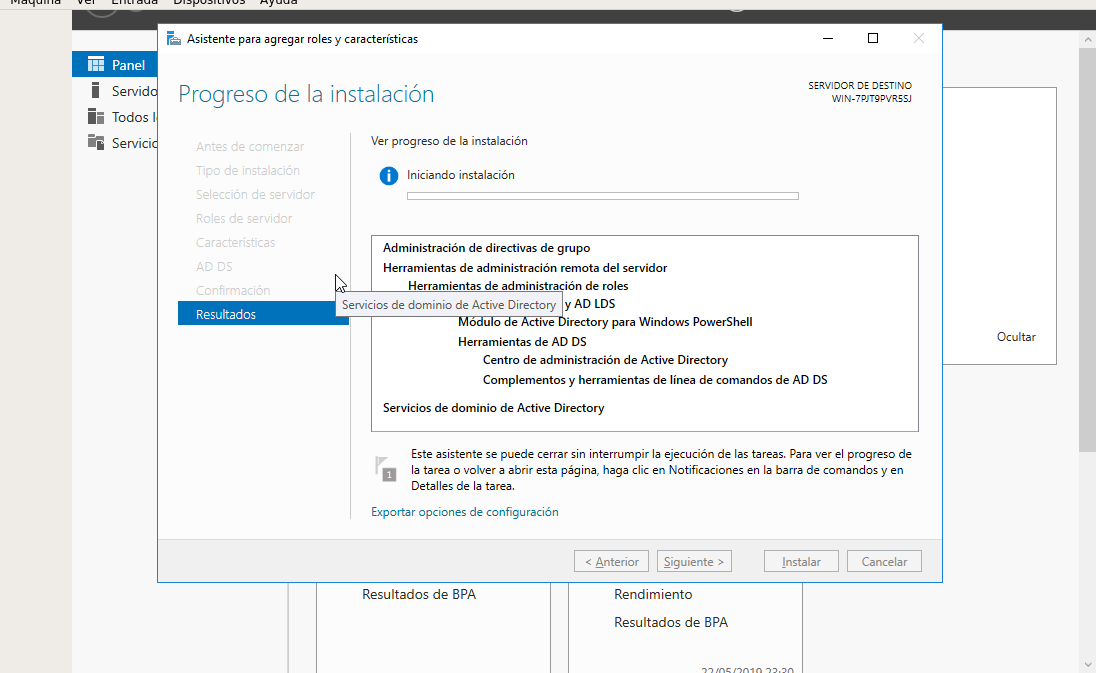 Máquina Ver Entrada Dispositivos Ayuda
Asistente para agregar roles y características
Panel
Servido
Todos l
Servicio
Progreso de la instalación
SERVIDOR DE DESTINO
WIN-7PJT9PVR5SJ
Antes de comenzar
Tipo de instalación
Selección de servidor
Roles de servidor
Características
AD DS
Confirmación
Resultados
Ver progreso de la instalación
Iniciando instalación
Administración de directivas de grupo
Herramientas de administración remota del servidor
Herramientas de administración de roles
y AD LDS
Servicios de dominio de Active Directory
Módulo de Active Directory para Windows PowerShell
Herramientas de AD DS
Centro de administración de Active Directory
Complementos y herramientas de línea de comandos de AD DS
Servicios de dominio de Active Directory
1
Este asistente se puede cerrar sin interrumpir la ejecución de las tareas. Para ver el progreso de
la tarea o volver a abrir esta página, haga clic en Notificaciones en la barra de comandos y en
Detalles de la tarea.
Exportar opciones de configuración
< Anterior
Siguiente >
Instalar
Cancelar
Ocultar
Resultados de BPA
Rendimiento
Resultados de BPA
22/05/2019 23:30